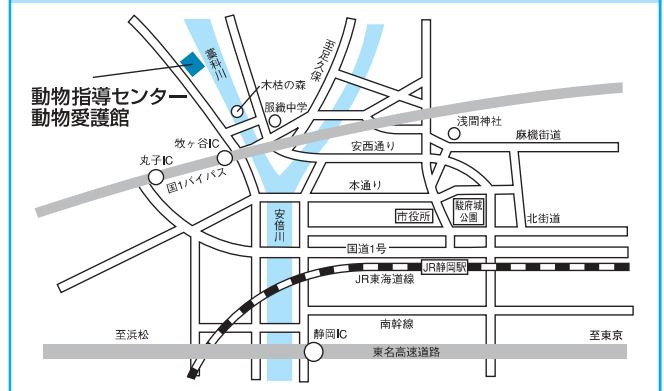 動物指導センター
動物愛護館
藁科川
木枯の森
服織中学
至足久保
浅間神社
麻機街道
牧ヶ谷IC
安西通り
丸子IC
国1バイパス
本通り
駿府城
公園
市役所
北街道
安倍川
国道1号
JR静岡駅
JR東海道線
南幹線
至浜松
静岡IC
至東京
東名高速道路